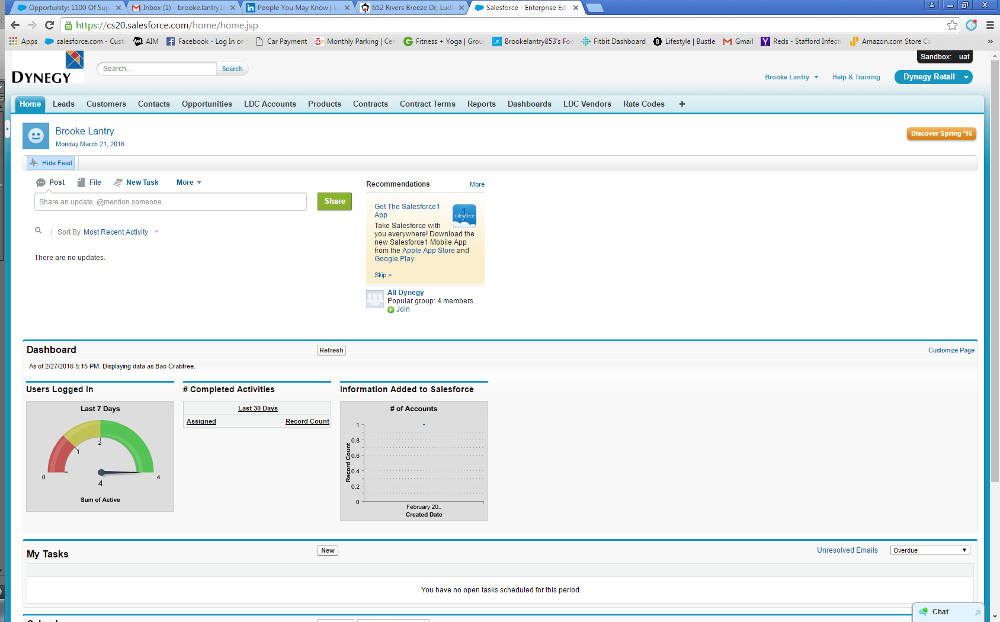 Opportunity: 1100 Of Sup
Inbox (1) - brooke.lantry1
People You May Know | Li
652 Rivers Breeze Dr, Ludl
Salesforce - Enterprise Edi
https://cs20.salesforce.com/home/home.jsp
Apps
salesforce.com - Cust
AIM
Facebook - Log In or
Car Payment
Monthly Parking | Cen
Fitness + Yoga | Group
Brookelantry853's Foo
Fitbit Dashboard
Lifestyle | Bustle
Gmail
Reds - Stafford Infecti
Amazon.com Store Ca
»
DYNEGY
Search...
Search
Sandbox: uat
Brooke Lantry
Help & Training
Dynegy Retail
Home
Leads
Customers
Contacts
Opportunities
LDC Accounts
Products
Contracts
Contract Terms
Reports
Dashboards
LDC Vendors
Rate Codes
+
Brooke Lantry
Monday March 21, 2016
Discover Spring '16
Hide Feed
Post
File
New Task
More
Share an update, @mention someone...
Share
Sort By Most Recent Activity
There are no updates.
Recommendations
More
Get The Salesforce1
App
1
salesforce
Take Salesforce with
you everywhere! Download the
new Salesforce1 Mobile App
from the Apple App Store and
Google Play.
Skip >
All Dynegy
Popular group: 4 members
Join
Dashboard
Refresh
Customize Page
As of 2/27/2016 5:15 PM. Displaying data as Bao Crabtree.
Users Logged In
Last 7 Days
0
1
2
4
4
Sum of Active
# Completed Activities
Last 30 Days
Assigned
Record Count
Information Added to Salesforce
# of Accounts
Record Count
1
0.8
0.6
0.4
0.2
0
February 20..
Created Date
My Tasks
New
Unresolved Emails
Overdue
You have no open tasks scheduled for this period.
Chat